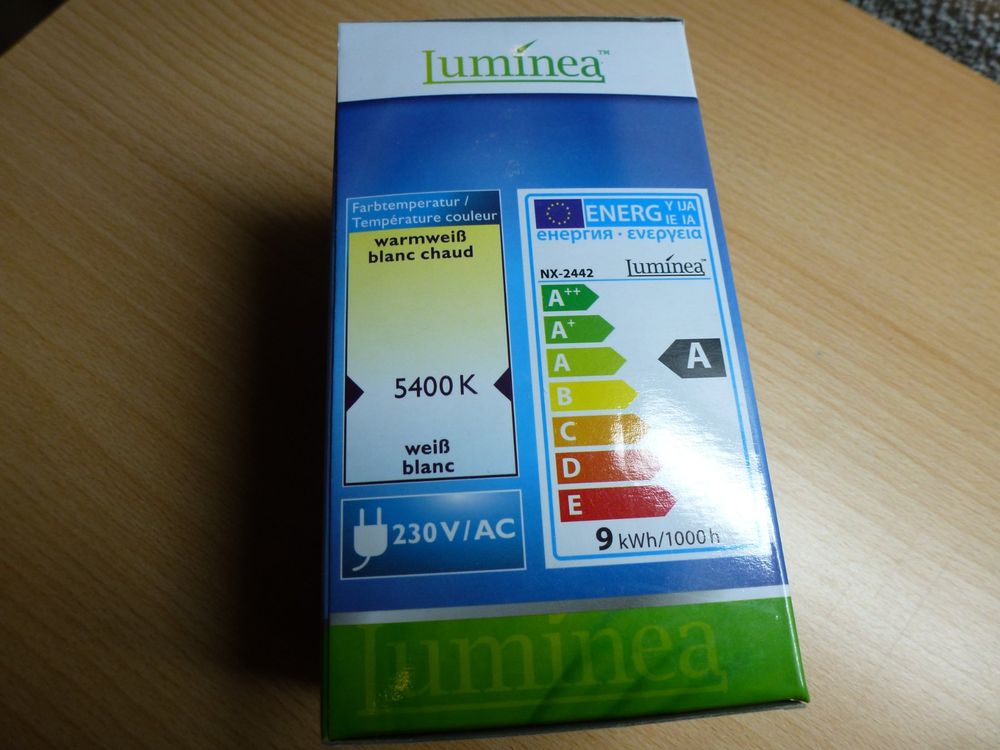 Luminea™
Farbtemperatur /
Température couleur
warmweiß
blanc chaud
5400 K
weiß
blanc
230 V / AC
ENERG Y IJA
IE IA
енергия · ενεργεια
NX-2442 Luminea™
A++
A+
A
A
B
C
D
E
9 kWh/1000 h
Luminea